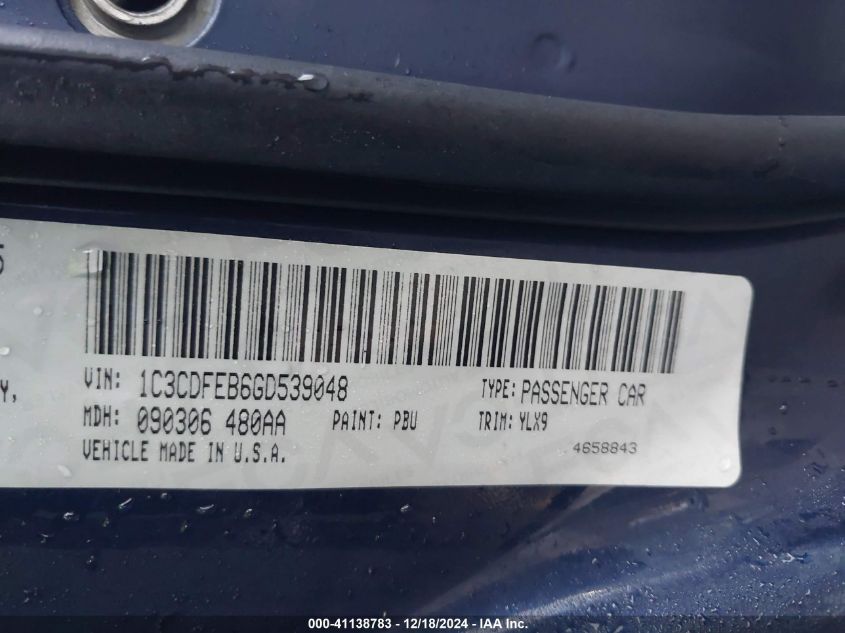 5
VIN: 1C3CDFEB6GD539048 TYPE: PASSENGER CAR
Y,
MDH: 090306 480AA PAINT: PBU TRIM: YLX9
VEHICLE MADE IN U.S.A. 4658843
000-41138783 - 12/18/2024 - IAA Inc.